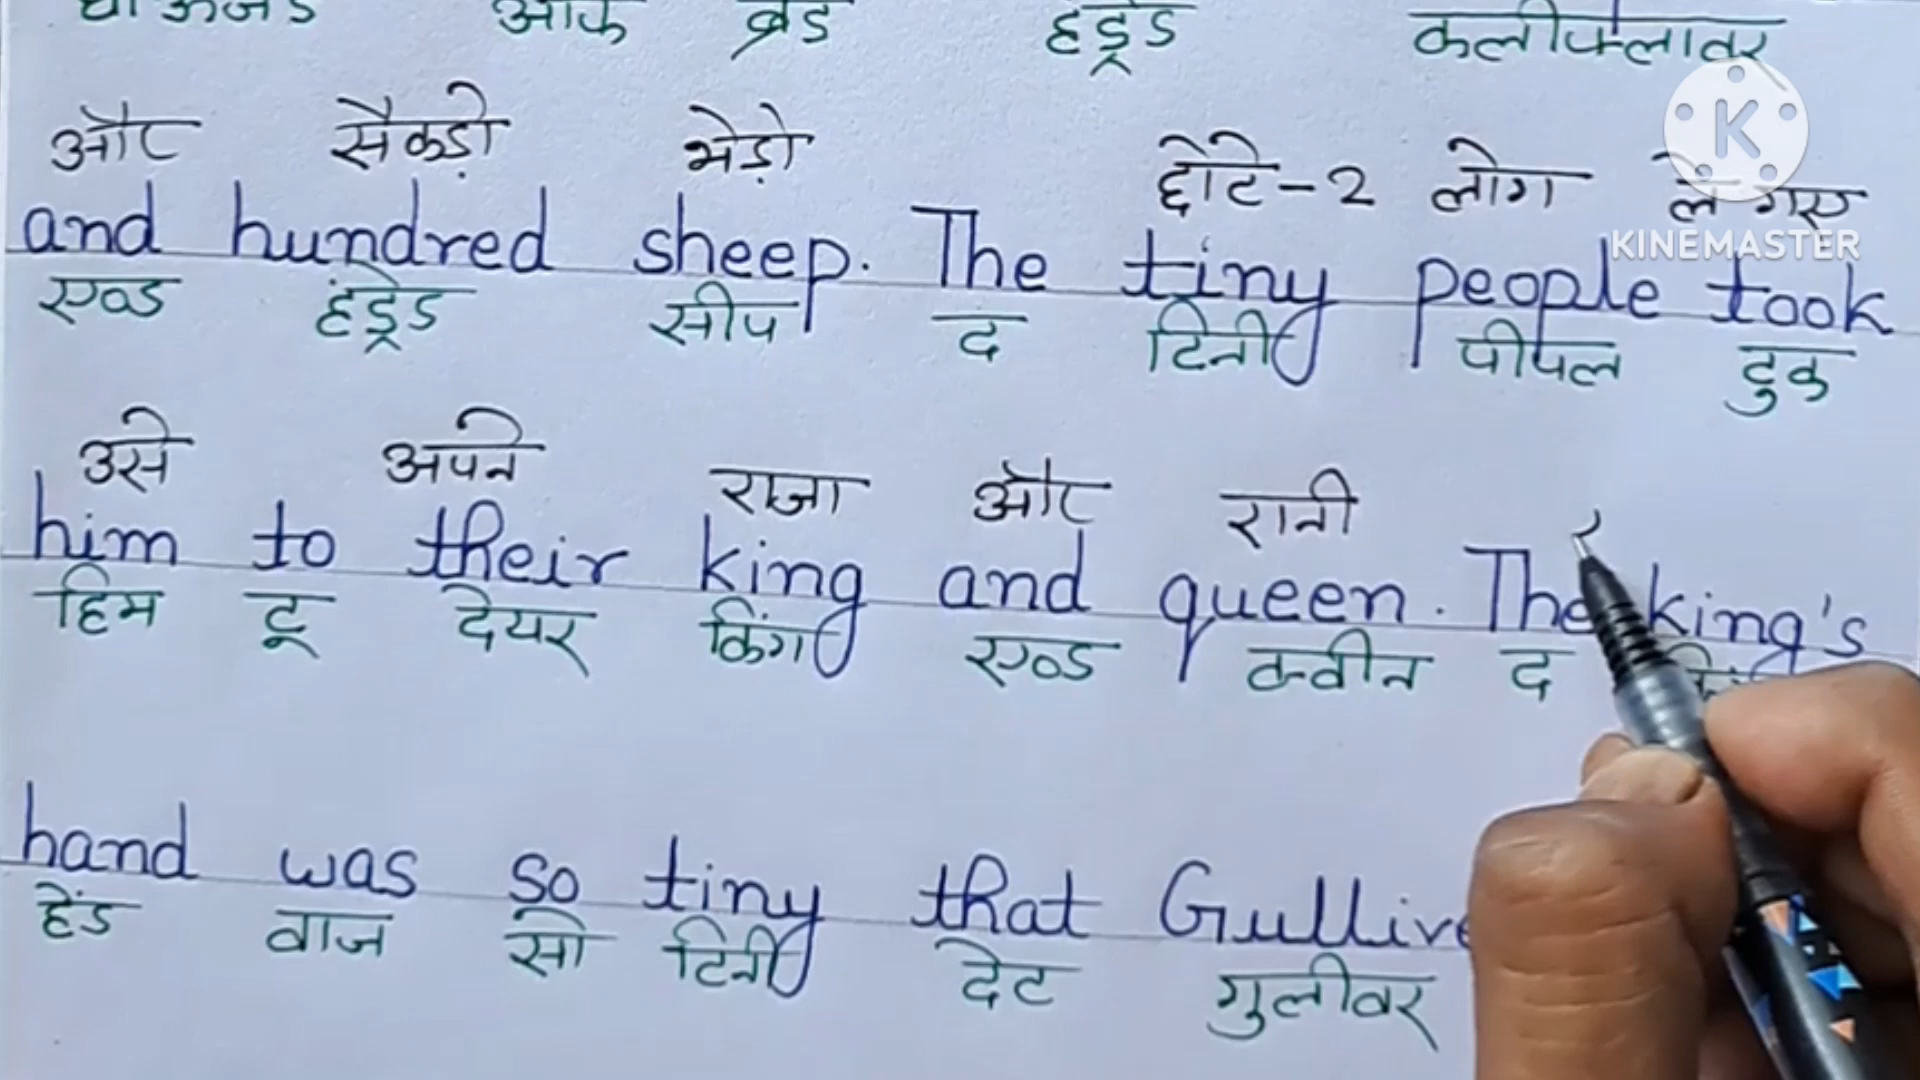 ऑफ ब्रेड हंड्रेड कलीफ्लावर
और सैकड़ो भेड़ो छोटे-2 लोग ले गए
and hundred sheep. The tiny people took
एण्ड हंड्रेड सीप द टिनी पीपल टुक
उसे अपने राजा और रानी
him to their king and queen. The king's
हिम टू देयर किंग एण्ड क्वीन द
hand was so tiny that
हेंड वाज सो टिनी देट गुलीवर
K
KINEMASTER